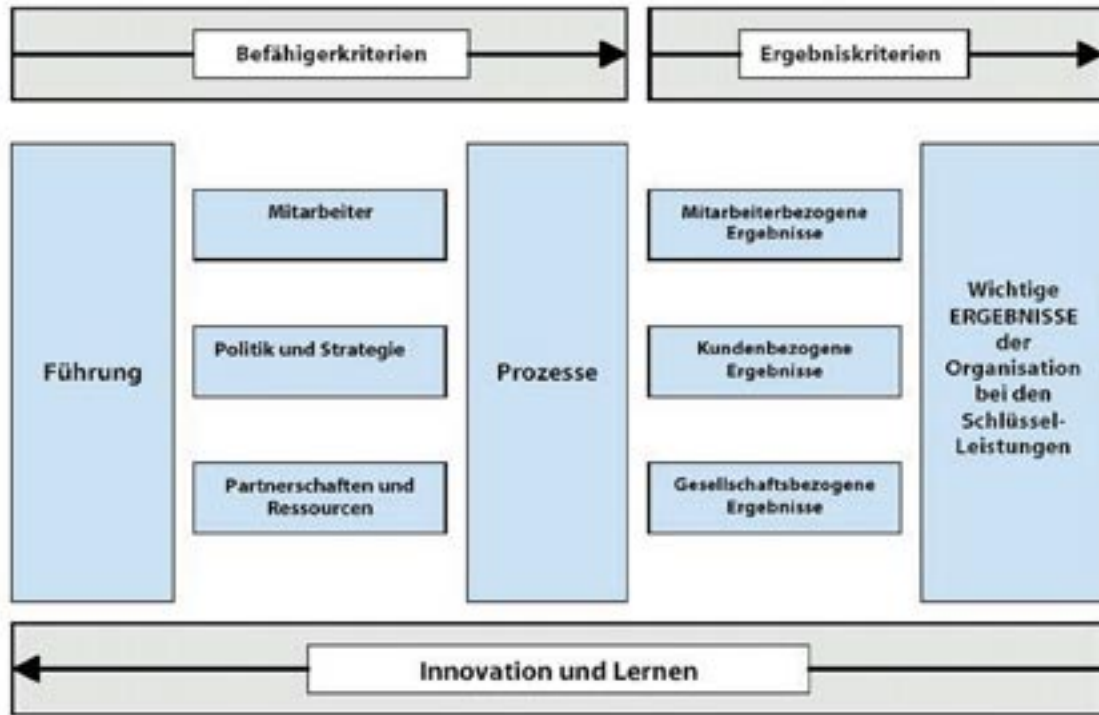 Befähigerkriterien
Ergebniskriterien
Führung
Mitarbeiter
Politik und Strategie
Partnerschaften und
Ressourcen
Prozesse
Mitarbeiterbezogene
Ergebnisse
Kundenbezogene
Ergebnisse
Gesellschaftsbezogene
Ergebnisse
Wichtige
ERGEBNISSE
der
Organisation
bei den
Schlüssel-
Leistungen
Innovation und Lernen